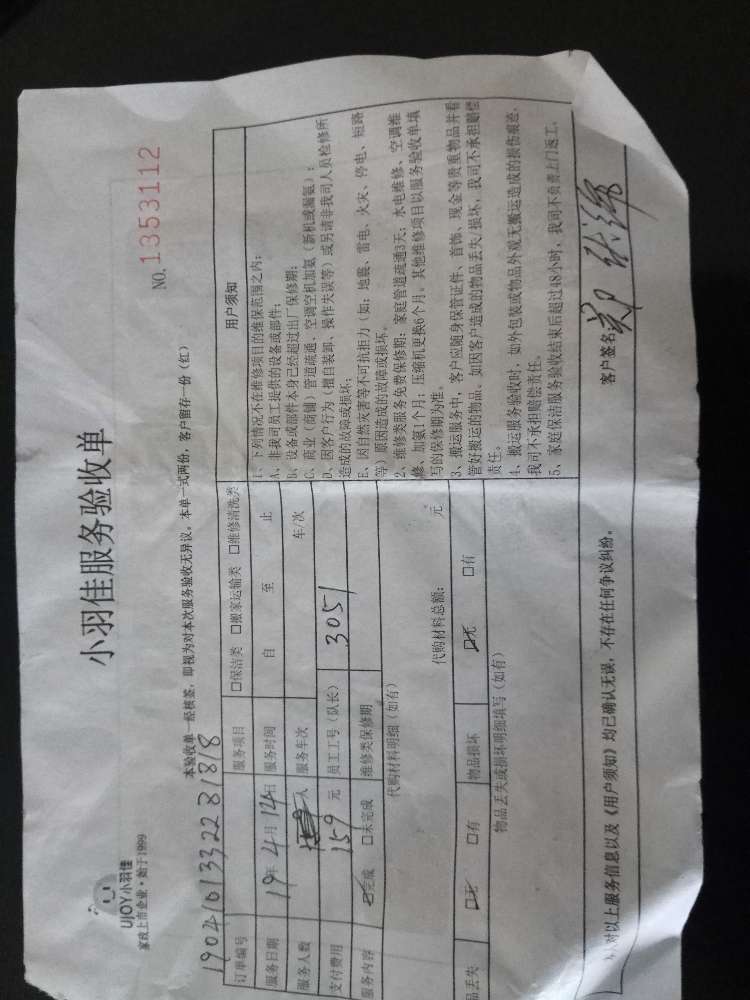 UJOY小羽佳
家政上市企业·始于1999
小羽佳服务验收单
NO.1353112
本验收单一经核签，即视为对本次服务验收无异议。本单一式两份，客户留存一份（红）
订单编号 1904161332281818
服务项目 □保洁类 □搬家运输类 □维修清洗类
服务日期 19年4月14日 服务时间 自 至 止
服务人数 人 服务车次 车/次
支付费用 159 元 员工工号（队长） 3051
服务内容 ☑完成 □未完成 维修类保修期
代购材料明细（如有）
代购材料总额： 元
品丢失 ☑无 □有 物品损坏 ☑无 □有
物品丢失或损坏明细填写（如有）
用户须知
1、下列情况不在维修项目的维保范围之内：
A、非我司员工提供的设备或部件；
B、设备或部件本身已经超过出厂保修期；
C、商业（商铺）管道疏通、空调空机加氨（新机或漏氨）；
D、因客户行为（擅自装卸、操作失误等）或另请非我司人员检修所
造成的故障或损坏；
E、因自然灾害等不可抗拒力（如：地震、雷电、火灾、停电、短路
等）原因造成的故障或损坏。
2、维修类服务免费保修期：家庭管道疏通3天；水电维修、空调维
修、加氨1个月；压缩机更换6个月。其他维修项目以服务验收单填
写的保修期为准。
3、搬运服务中，客户应随身保管证件、首饰、现金等贵重物品并看
管好搬运的物品。如因客户造成的物品丢失/损坏，我司不承担赔偿
责任。
4、搬运服务验收时，如外包装或物品外观无搬运造成的损伤痕迹，
我司不承担赔偿责任。
5、家庭保洁服务验收结束后超过48小时，我司不负责上门返工。
对以上服务信息以及《用户须知》均已确认无误，不存在任何争议纠纷。
客户签名：